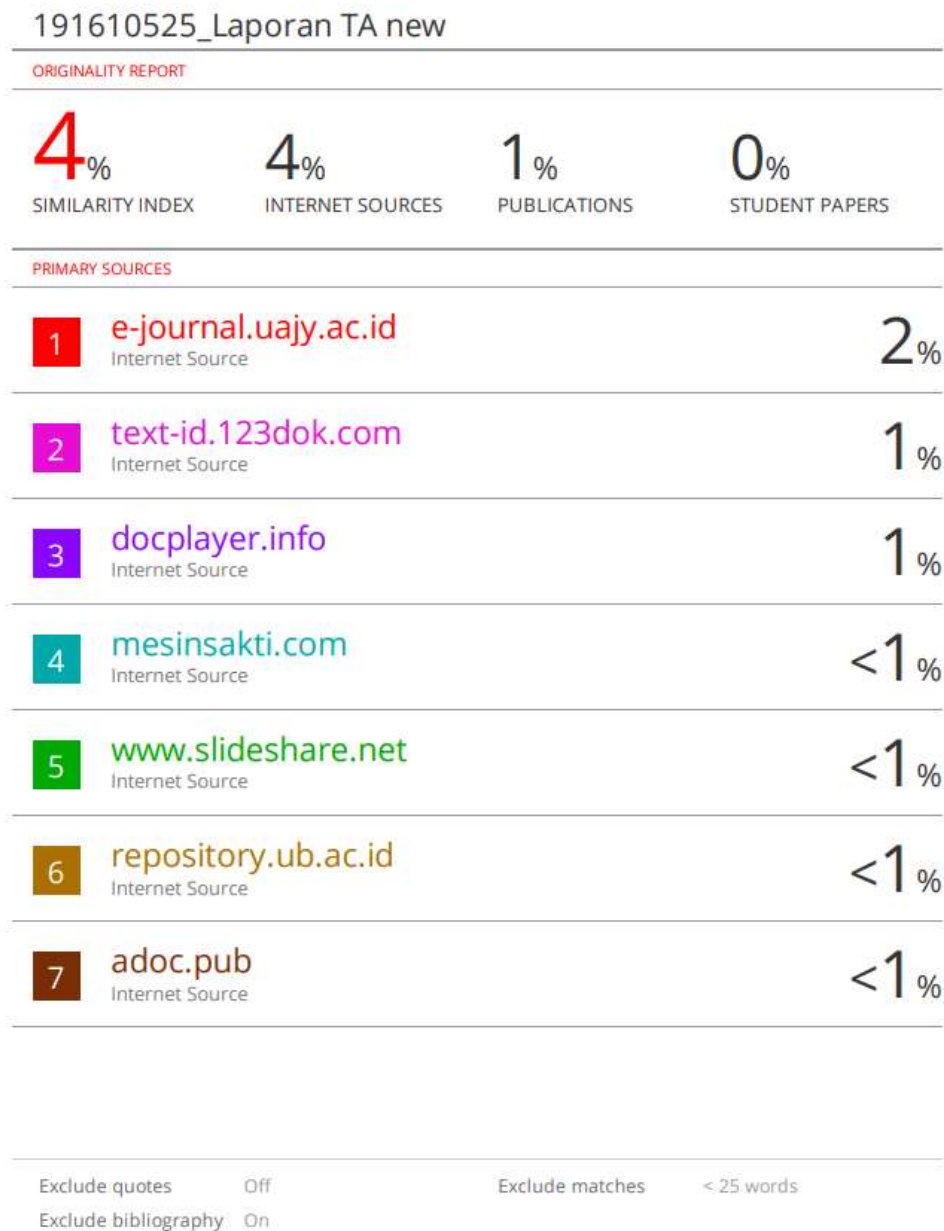 191610525_Laporan TA new
ORIGINALITY REPORT
4% 4% 1% 0%
SIMILARITY INDEX INTERNET SOURCES PUBLICATIONS STUDENT PAPERS
PRIMARY SOURCES
1 e-journal.uajy.ac.id 2%
Internet Source
2 text-id.123dok.com 1%
Internet Source
3 docplayer.info 1%
Internet Source
4 mesinsakti.com <1%
Internet Source
5 www.slideshare.net <1%
Internet Source
6 repository.ub.ac.id <1%
Internet Source
7 adoc.pub <1%
Internet Source
Exclude quotes Off Exclude matches < 25 words
Exclude bibliography On